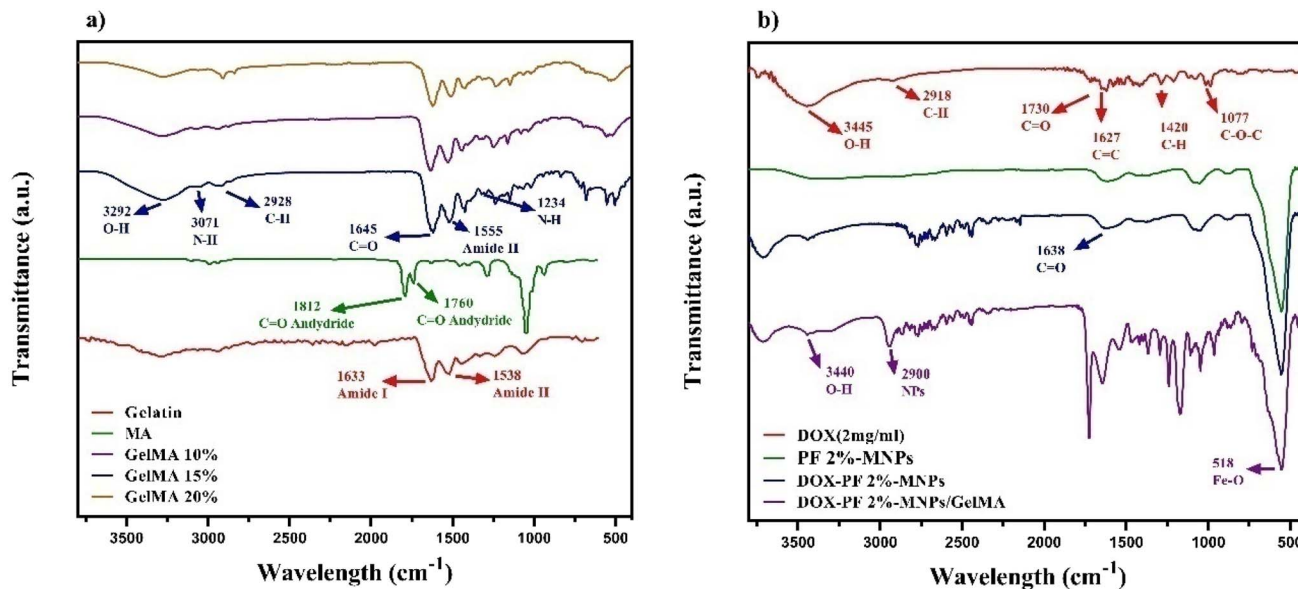 a)
3292
O-H
3071
N-II
2928
C-II
1645
C=O
1555
Amide II
1234
N-H
1812
C=O Andydride
1760
C=O Andydride
1633
Amide I
1538
Amide II
Gelatin
MA
GelMA 10%
GelMA 15%
GelMA 20%
3500 3000 2500 2000 1500 1000 500
Wavelength (cm⁻¹)
Transmittance (a.u.)
b)
3445
O-H
2918
C-II
1730
C=O
1627
C=C
1420
C-H
1077
C-O-C
1638
C=O
3440
O-H
2900
NPs
518
Fe-O
DOX(2mg/ml)
PF 2%-MNPs
DOX-PF 2%-MNPs
DOX-PF 2%-MNPs/GelMA
3500 3000 2500 2000 1500 1000 500
Wavelength (cm⁻¹)
Transmittance (a.u.)